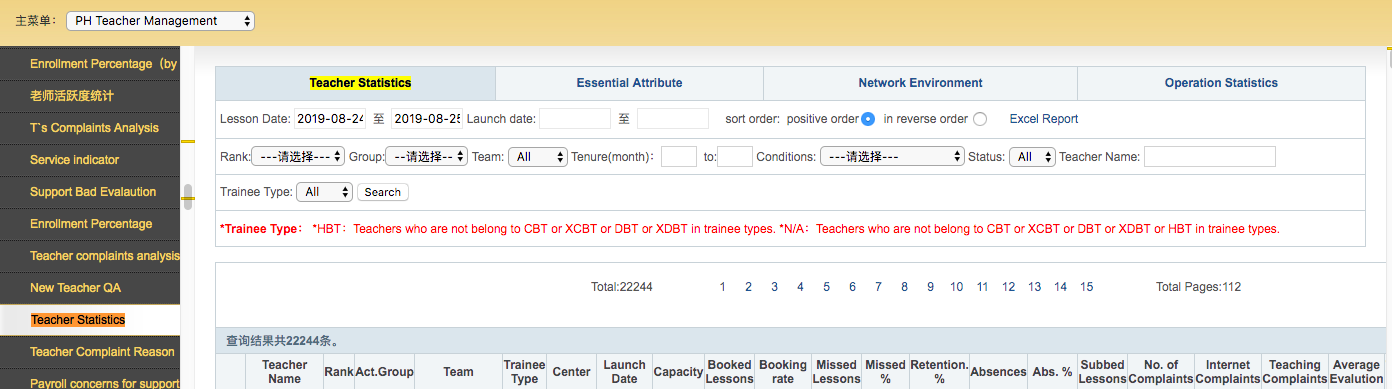 主菜单： PH Teacher Management
Enrollment Percentage（by
老师活跃度统计
T`s Complaints Analysis
Service indicator
Support Bad Evalaution
Enrollment Percentage
Teacher complaints analysis
New Teacher QA
Teacher Statistics
Teacher Complaint Reason
Payroll concerns for support
Teacher Statistics Essential Attribute Network Environment Operation Statistics
Lesson Date: 2019-08-24 至 2019-08-25 Launch date: 至 sort order: positive order in reverse order Excel Report
Rank: ---请选择--- Group: --请选择-- Team: All Tenure(month)： to: Conditions: ---请选择--- Status: All Teacher Name:
Trainee Type: All Search
*Trainee Type： *HBT：Teachers who are not belong to CBT or XCBT or DBT or XDBT in trainee types. *N/A：Teachers who are not belong to CBT or XCBT or DBT or XDBT or HBT in trainee types.
Total:22244 1 2 3 4 5 6 7 8 9 10 11 12 13 14 15 Total Pages:112
查询结果共22244条。
Teacher Name Rank Act.Group Team Trainee Type Center Launch Date Capacity Booked Lessons Booking rate Missed Lessons Missed % Retention. % Absences Abs. % Subbed Lessons No. of Complaints Internet Complaints Teaching Complaints Average Evalution